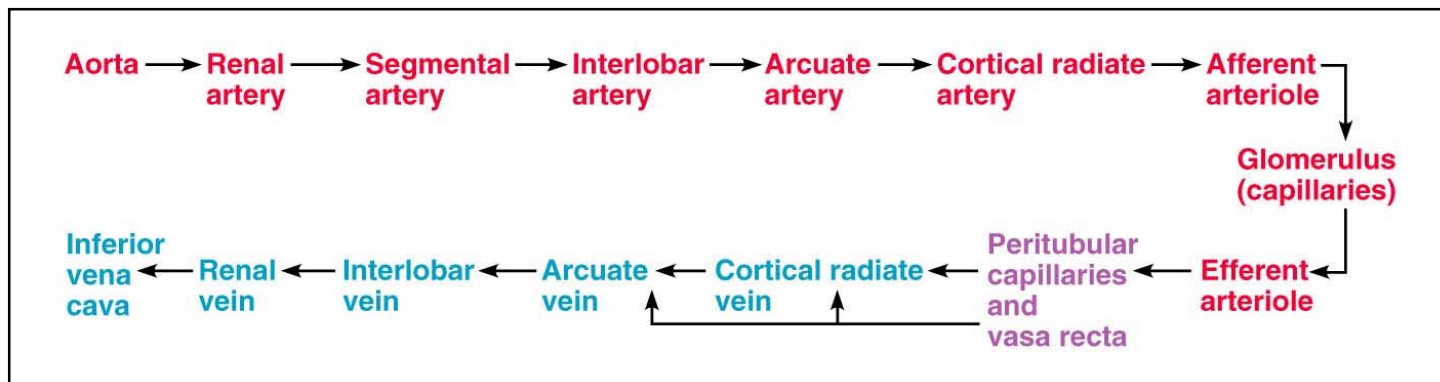 Aorta
Renal
artery
Segmental
artery
Interlobar
artery
Arcuate
artery
Cortical radiate
artery
Afferent
arteriole
Glomerulus
(capillaries)
Efferent
arteriole
Peritubular
capillaries
and
vasa recta
Cortical radiate
vein
Arcuate
vein
Interlobar
vein
Renal
vein
Inferior
vena
cava